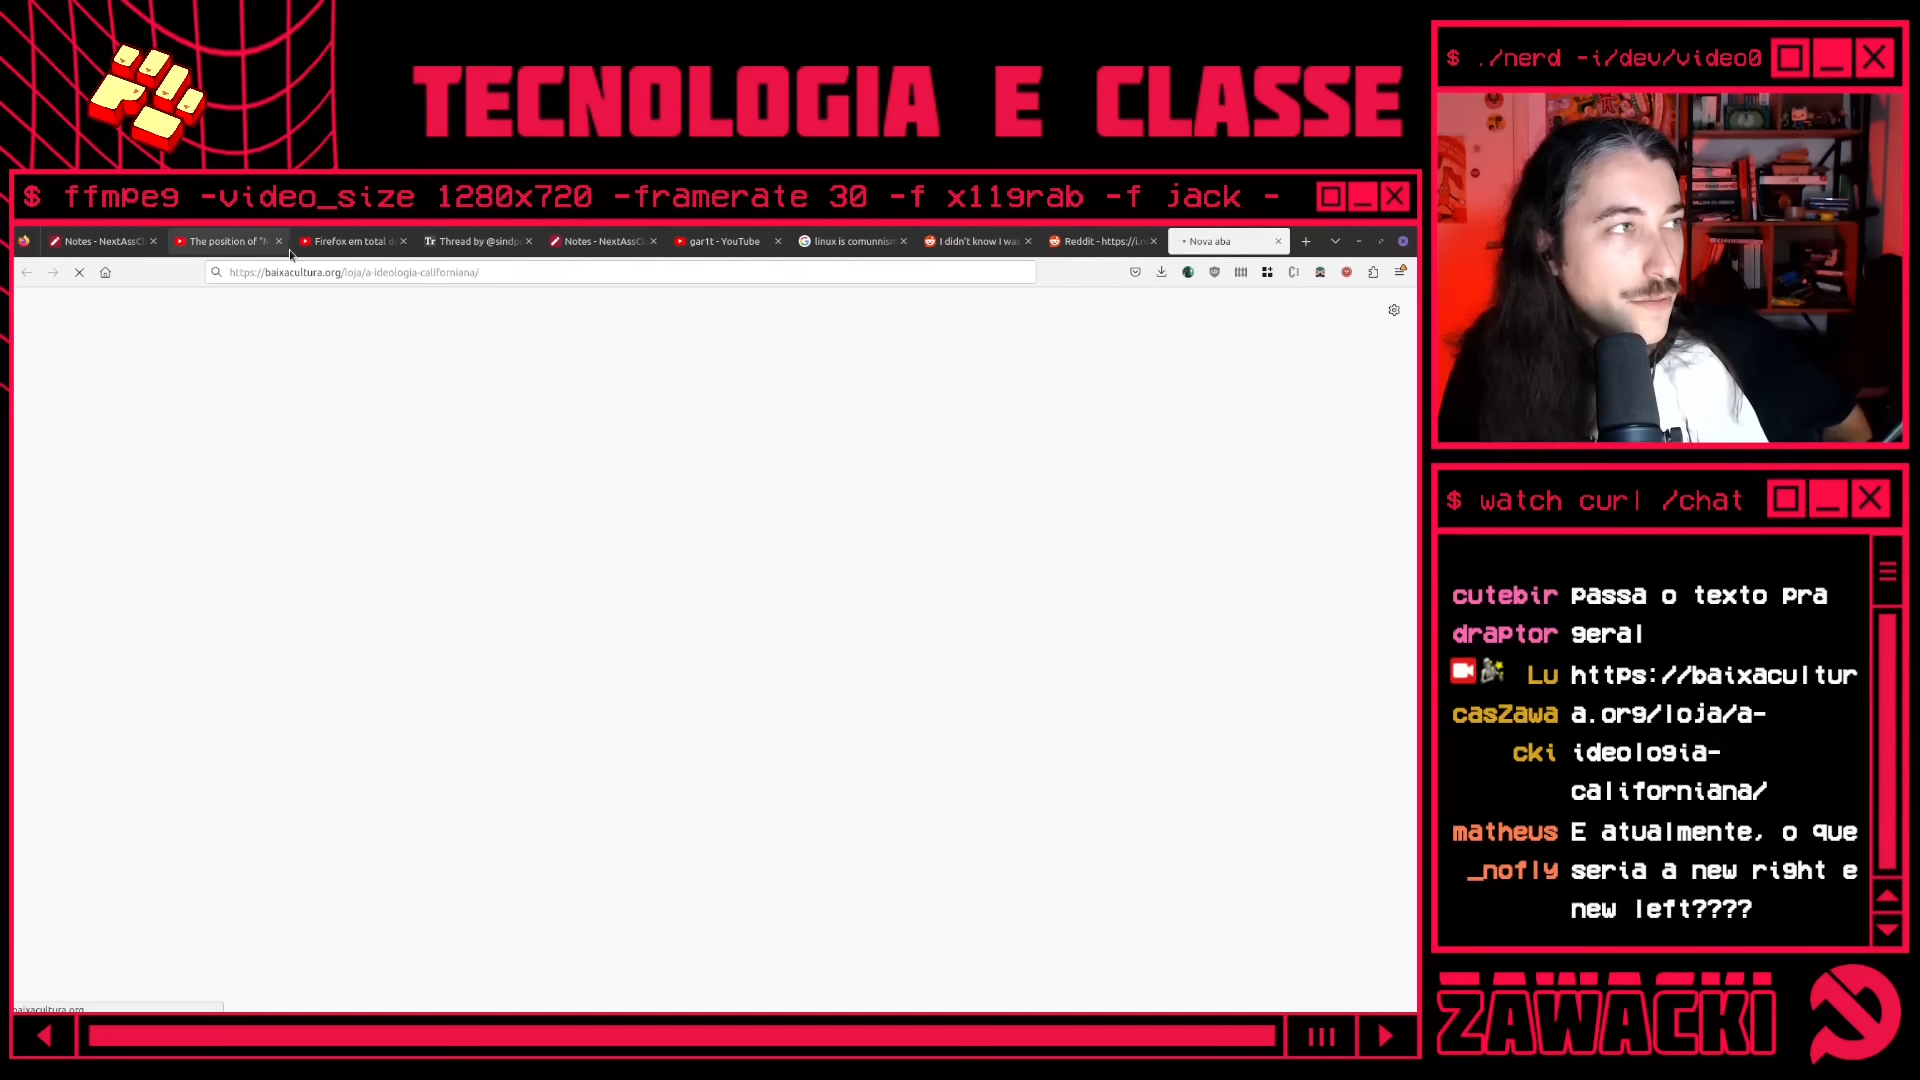 TECNOLOGIA E CLASSE
$ ./nerd -i/dev/video0
$ ffmpeg -video_size 1280x720 -framerate 30 -f x11grab -f jack -
Notes - NextAssCl
The position of "
Firefox em total d
Thread by @sindp
Notes - NextAssCl
gar1t - YouTube
linux is comunnism
I didn't know I was
Reddit - https://i.r
Nova aba
https://baixacultura.org/loja/a-ideologia-californiana/
baixacultura.org
$ watch curl /chat
cutebir passa o texto pra
draptor geral
Lu https://baixacultur
casZawa a.org/loja/a-
cki ideologia-
californiana/
matheus E atualmente, o que
_nofly seria a new right e
new left????
ZAWACKI